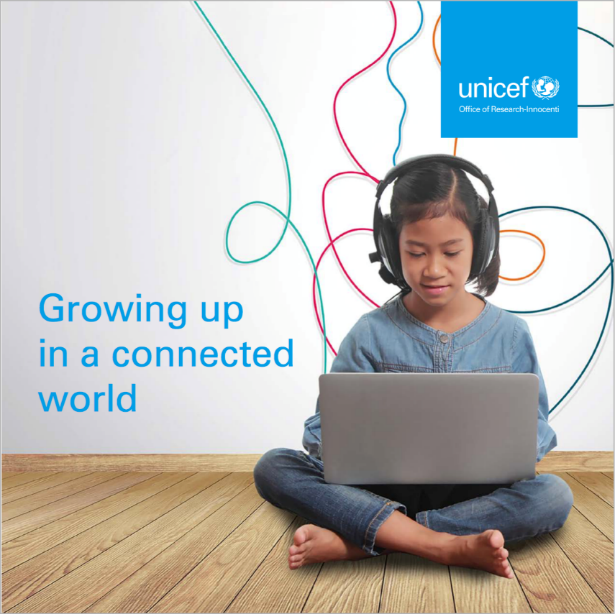 unicef
Office of Research-Innocenti
Growing up
in a connected
world